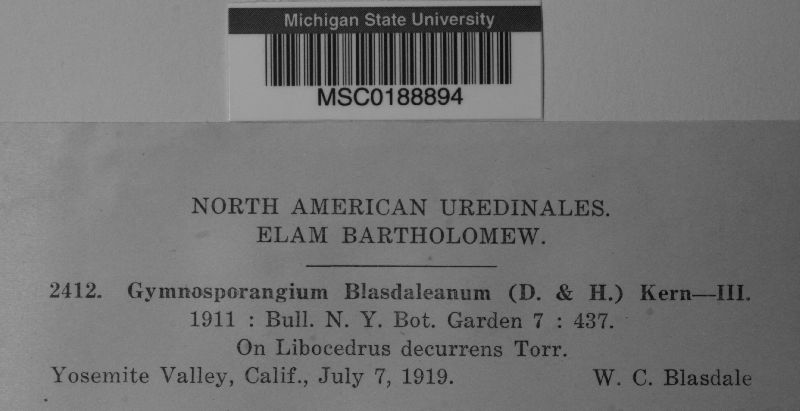 Michigan State University
MSC0188894
NORTH AMERICAN UREDINALES.
ELAM BARTHOLOMEW.
2412. Gymnosporangium Blasdaleanum (D. & H.) Kern—III.
1911 : Bull. N. Y. Bot. Garden 7 : 437.
On Libocedrus decurrens Torr.
Yosemite Valley, Calif., July 7, 1919. W. C. Blasdale